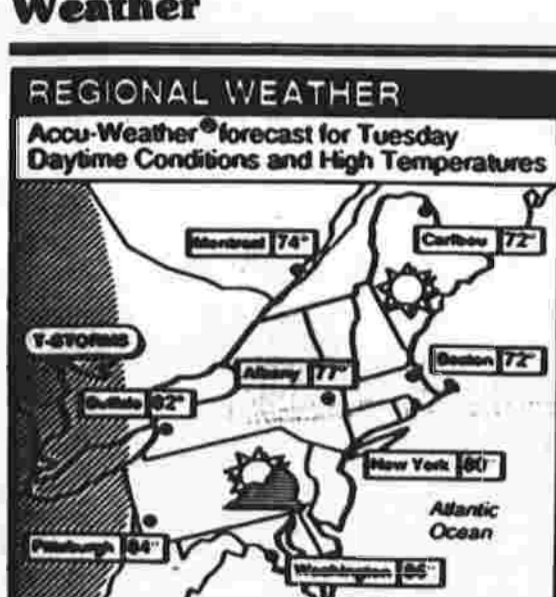 Weather
REGIONAL WEATHER
Accu-Weather® forecast for Tuesday
Daytime Conditions and High Temperatures
Montreal 74°
Caribou 72°
T-STORMS
Albany 77°
Boston 72°
Buffalo 82°
New York 80°
Atlantic
Ocean
Pittsburgh 84°
Washington 86°